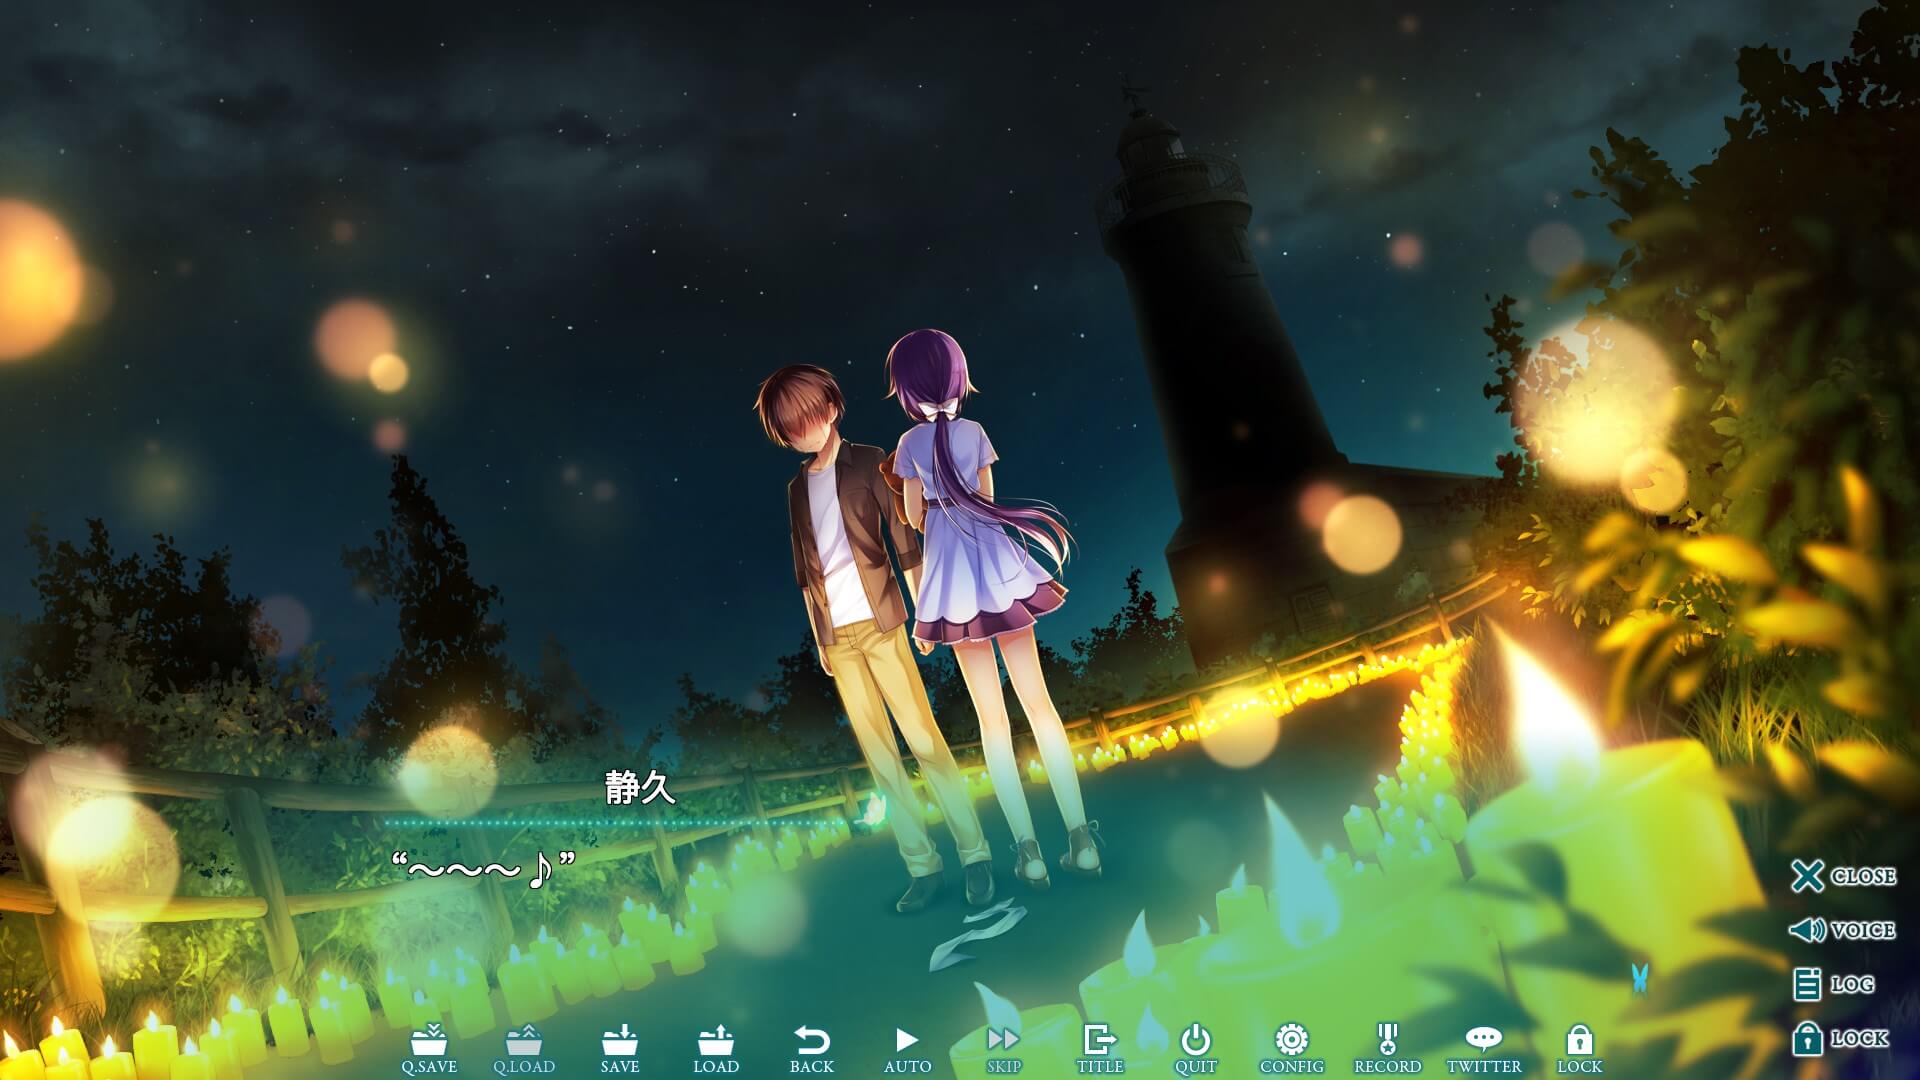 静久
“～～～♪”
CLOSE
VOICE
LOG
LOCK
Q.SAVE Q.LOAD SAVE LOAD BACK AUTO SKIP TITLE QUIT CONFIG RECORD TWITTER LOCK